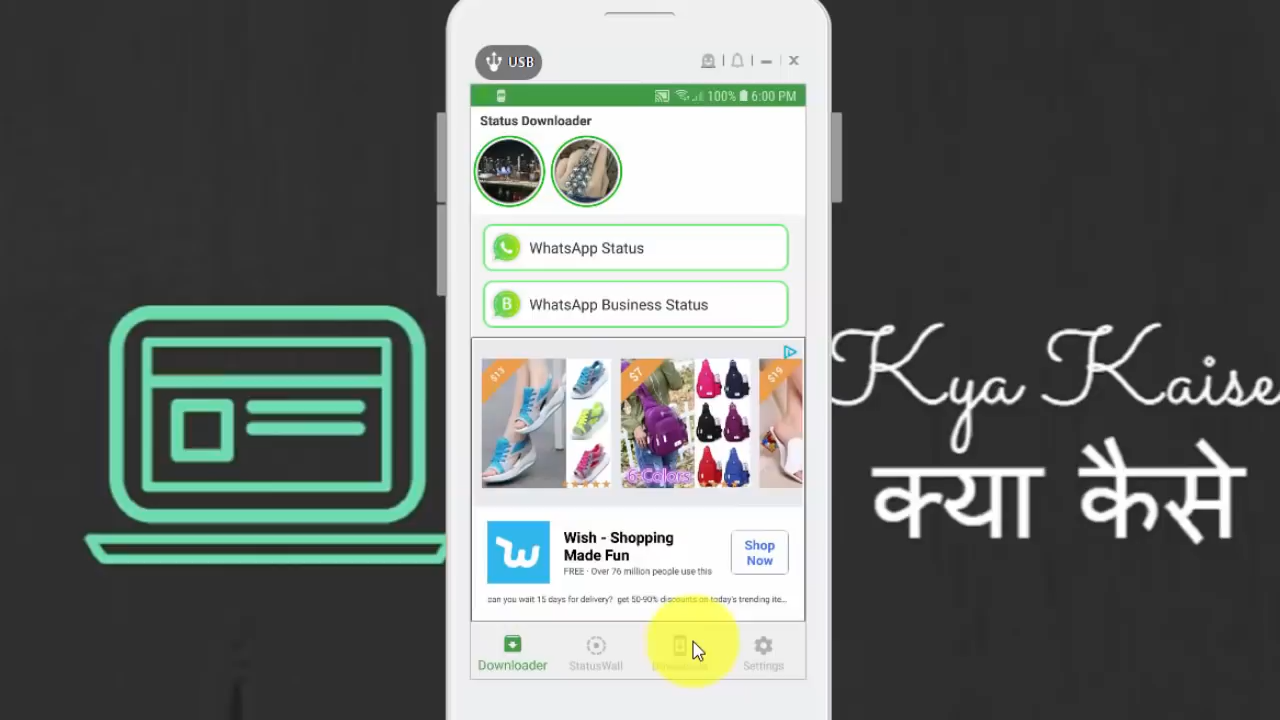 USB
100% 6:00 PM
Status Downloader
WhatsApp Status
B WhatsApp Business Status
$13
$7
$19
6 Colors
Wish - Shopping
Made Fun
FREE · Over 76 million people use this
Shop
Now
can you wait 15 days for delivery? get 50-90% discounts on today's trending ite...
Downloader
StatusWall
Settings
Kya Kaise
क्या कैसे